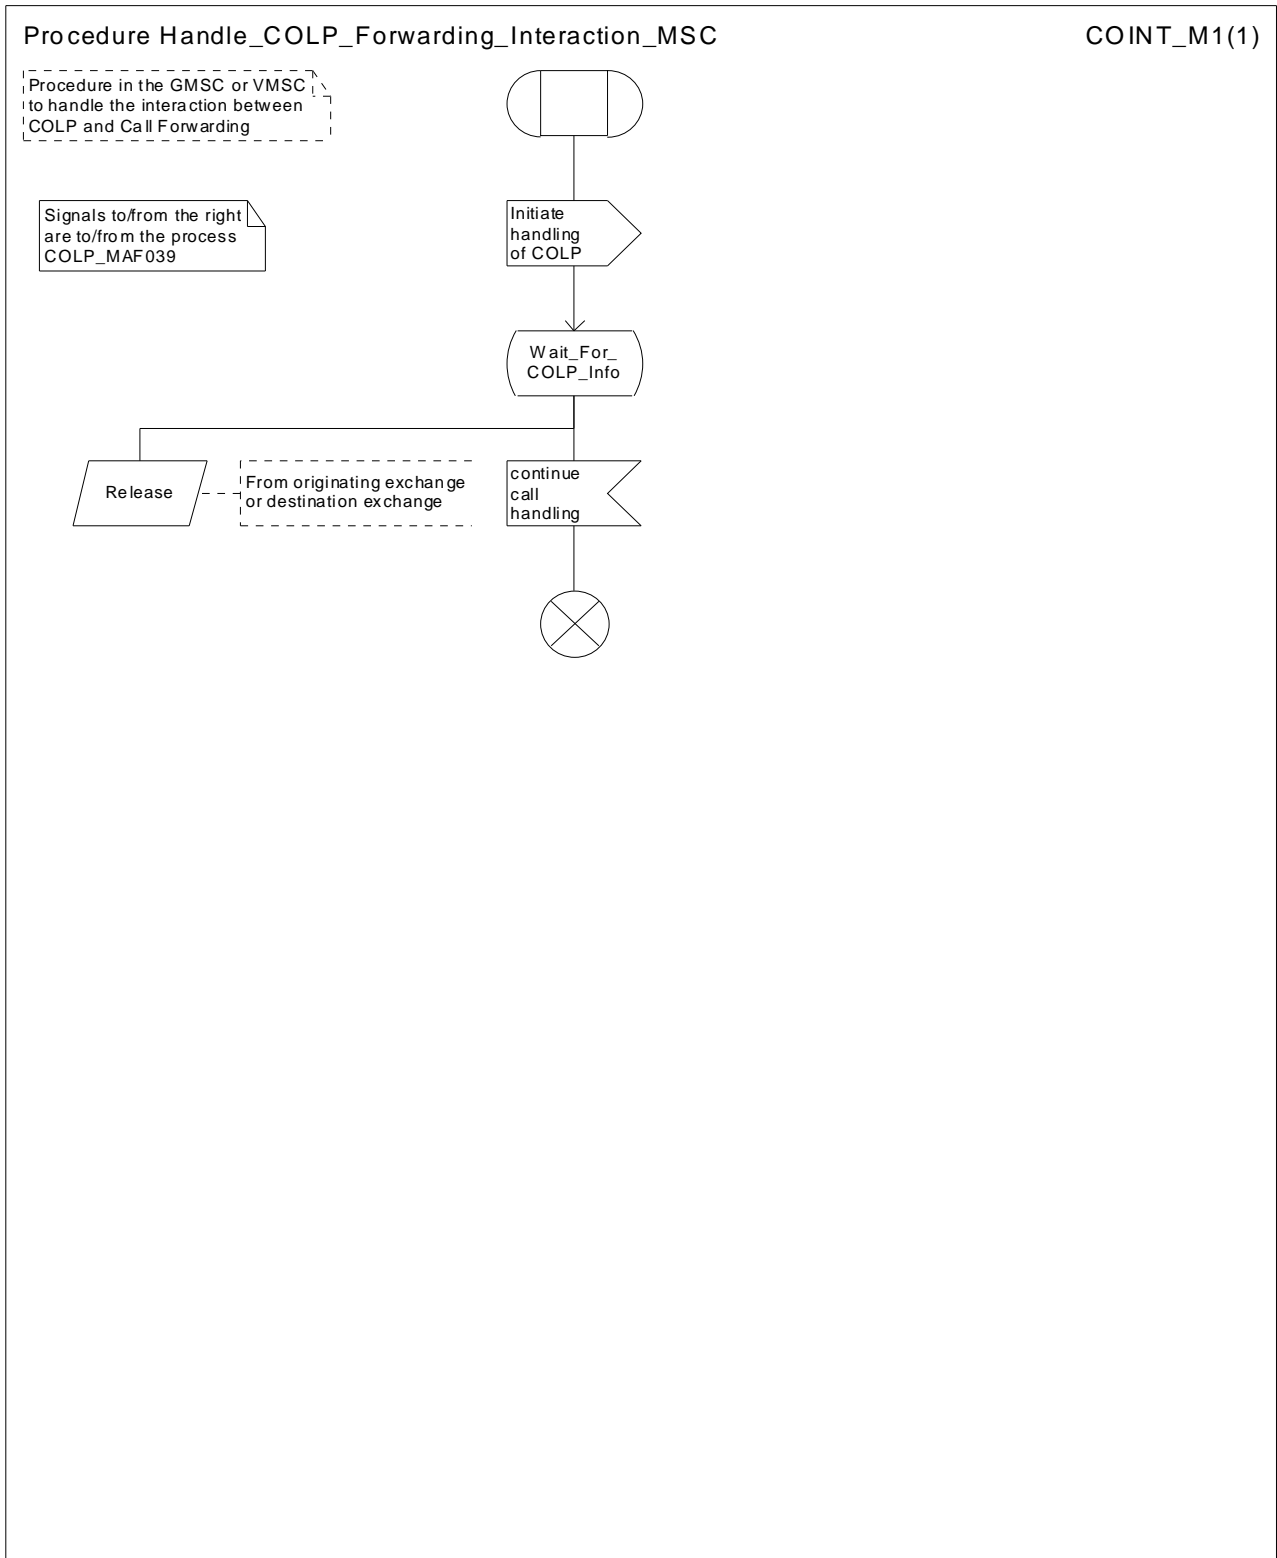 Procedure Handle_COLP_Forwarding_Interaction_MSC
COINT_M1(1)
Procedure in the GMSC or VMSC
to handle the interaction between
COLP and Call Forwarding
Signals to/from the right
are to/from the process
COLP_MAF039
Initiate
handling
of COLP
Wait_For_
COLP_Info
Release
From originating exchange
or destination exchange
continue
call
handling